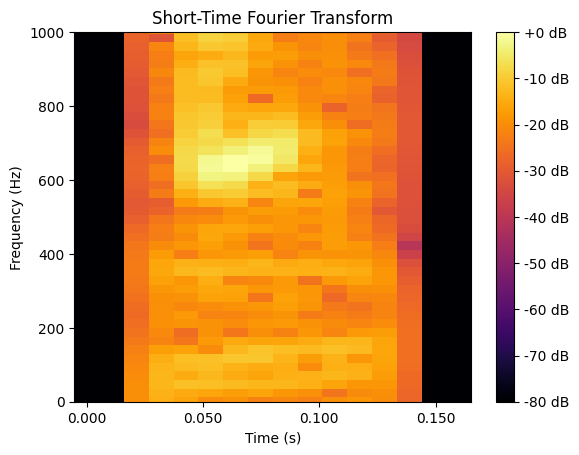 Short-Time Fourier Transform
Frequency (Hz)
1000
800
600
400
200
0
0.000
0.050
0.100
0.150
Time (s)
+0 dB
-10 dB
-20 dB
-30 dB
-40 dB
-50 dB
-60 dB
-70 dB
-80 dB